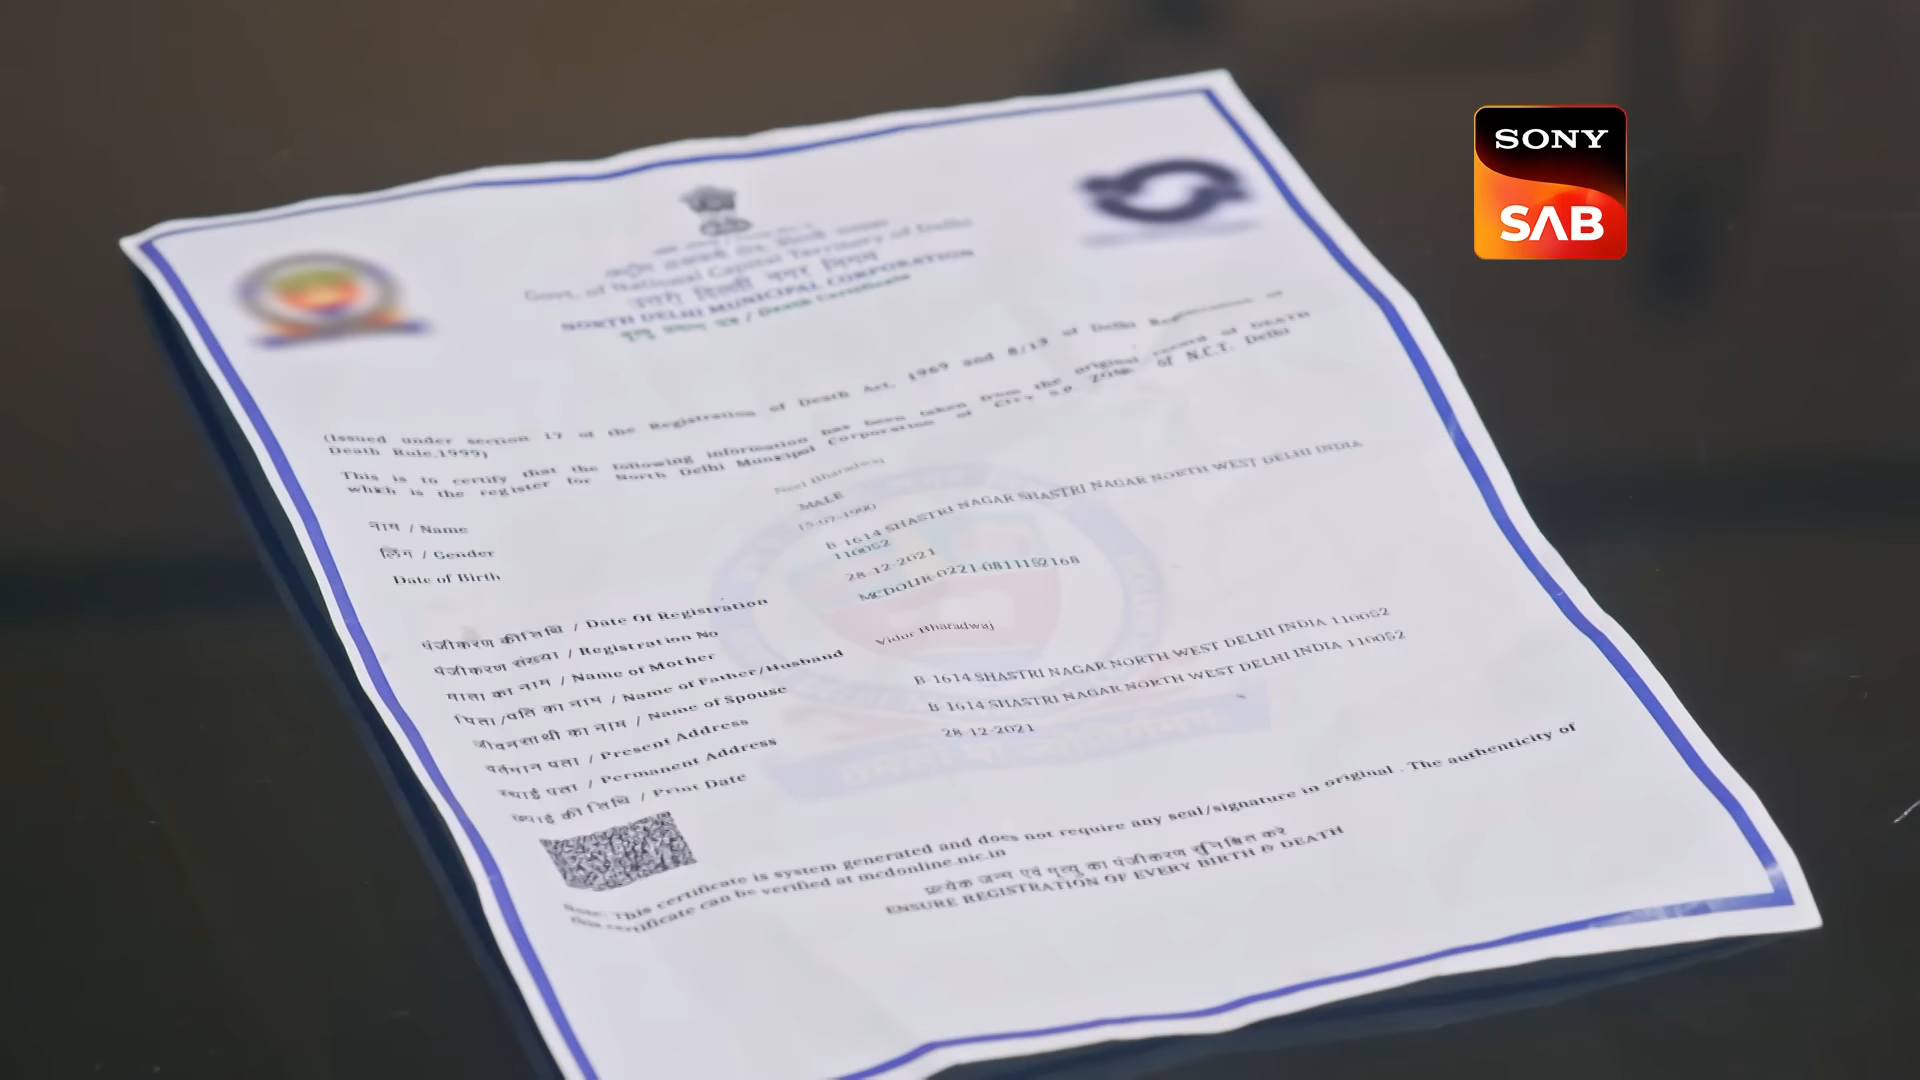 SONY
SAB
Govt. of National Capital Territory of Delhi
उत्तरी दिल्ली नगर निगम
NORTH DELHI MUNICIPAL CORPORATION
मृत्यु प्रमाण पत्र / Death Certificate
(Issued under section 17 of the Registration of Death Act, 1969 and 8/13 of Delhi Registration of
Death Rule,1999)
This is to certify that the following information has been taken from the original record of DEATH
which is the register for North Delhi Municipal Corporation of CITY, S.P. ZONE of N.C.T. Delhi
नाम / Name Neel Bharadwaj
लिंग / Gender MALE
Date of Birth 15-07-1990
B 1614 SHASTRI NAGAR SHASTRI NAGAR NORTH WEST DELHI INDIA
110052
पंजीकरण की तिथि / Date Of Registration 28-12-2021
पंजीकरण संख्या / Registration No MCDOLIR-0221-0811152168
माता का नाम / Name of Mother
पिता/पति का नाम / Name of Father/Husband Vidur Bharadwaj
जीवनसाथी का नाम / Name of Spouse
वर्तमान पता / Present Address B 1614 SHASTRI NAGAR NORTH WEST DELHI INDIA 110052
स्थाई पता / Permanent Address B 1614 SHASTRI NAGAR NORTH WEST DELHI INDIA 110052
छपाई की तिथि / Print Date 28-12-2021
Note: This certificate is system generated and does not require any seal/signature in original . The authenticity of
this certificate can be verified at mcdonline.nic.in
प्रत्येक जन्म एवं मृत्यु का पंजीकरण सुनिश्चित करे
ENSURE REGISTRATION OF EVERY BIRTH & DEATH